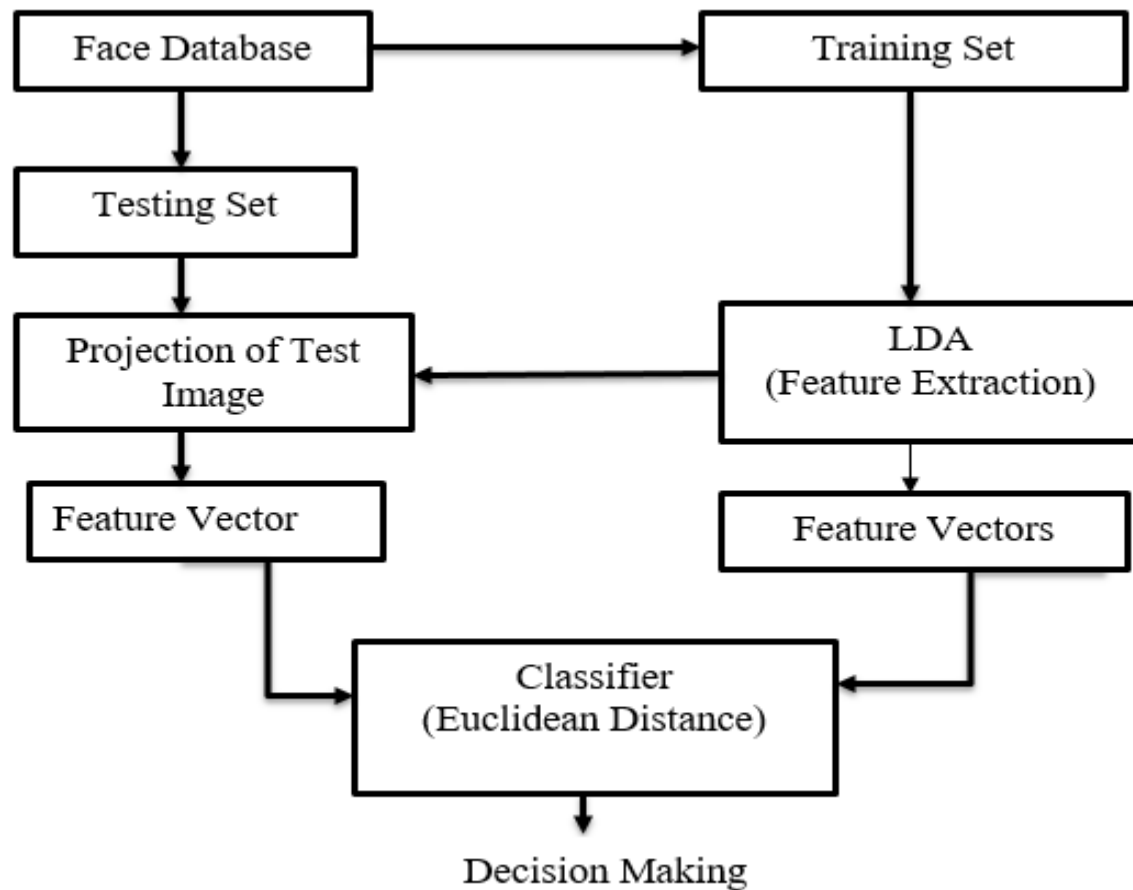 Face Database
Training Set
Testing Set
Projection of Test
Image
LDA
(Feature Extraction)
Feature Vector
Feature Vectors
Classifier
(Euclidean Distance)
Decision Making